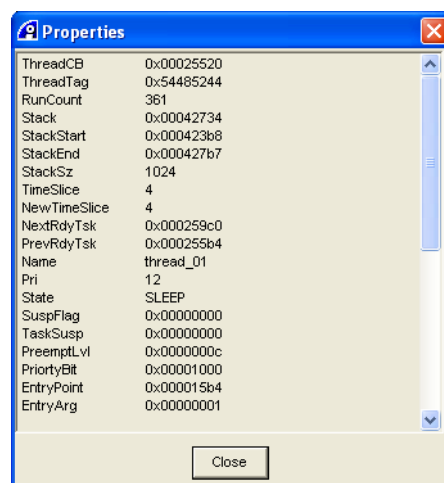 Properties
ThreadCB 0x00025520
ThreadTag 0x54485244
RunCount 361
Stack 0x00042734
StackStart 0x000423b8
StackEnd 0x000427b7
StackSz 1024
TimeSlice 4
NewTimeSlice 4
NextRdyTsk 0x000259c0
PrevRdyTsk 0x000255b4
Name thread_01
Pri 12
State SLEEP
SuspFlag 0x00000000
TaskSusp 0x00000000
PreemptLvl 0x0000000c
PriortyBit 0x00001000
EntryPoint 0x000015b4
EntryArg 0x00000001
Close